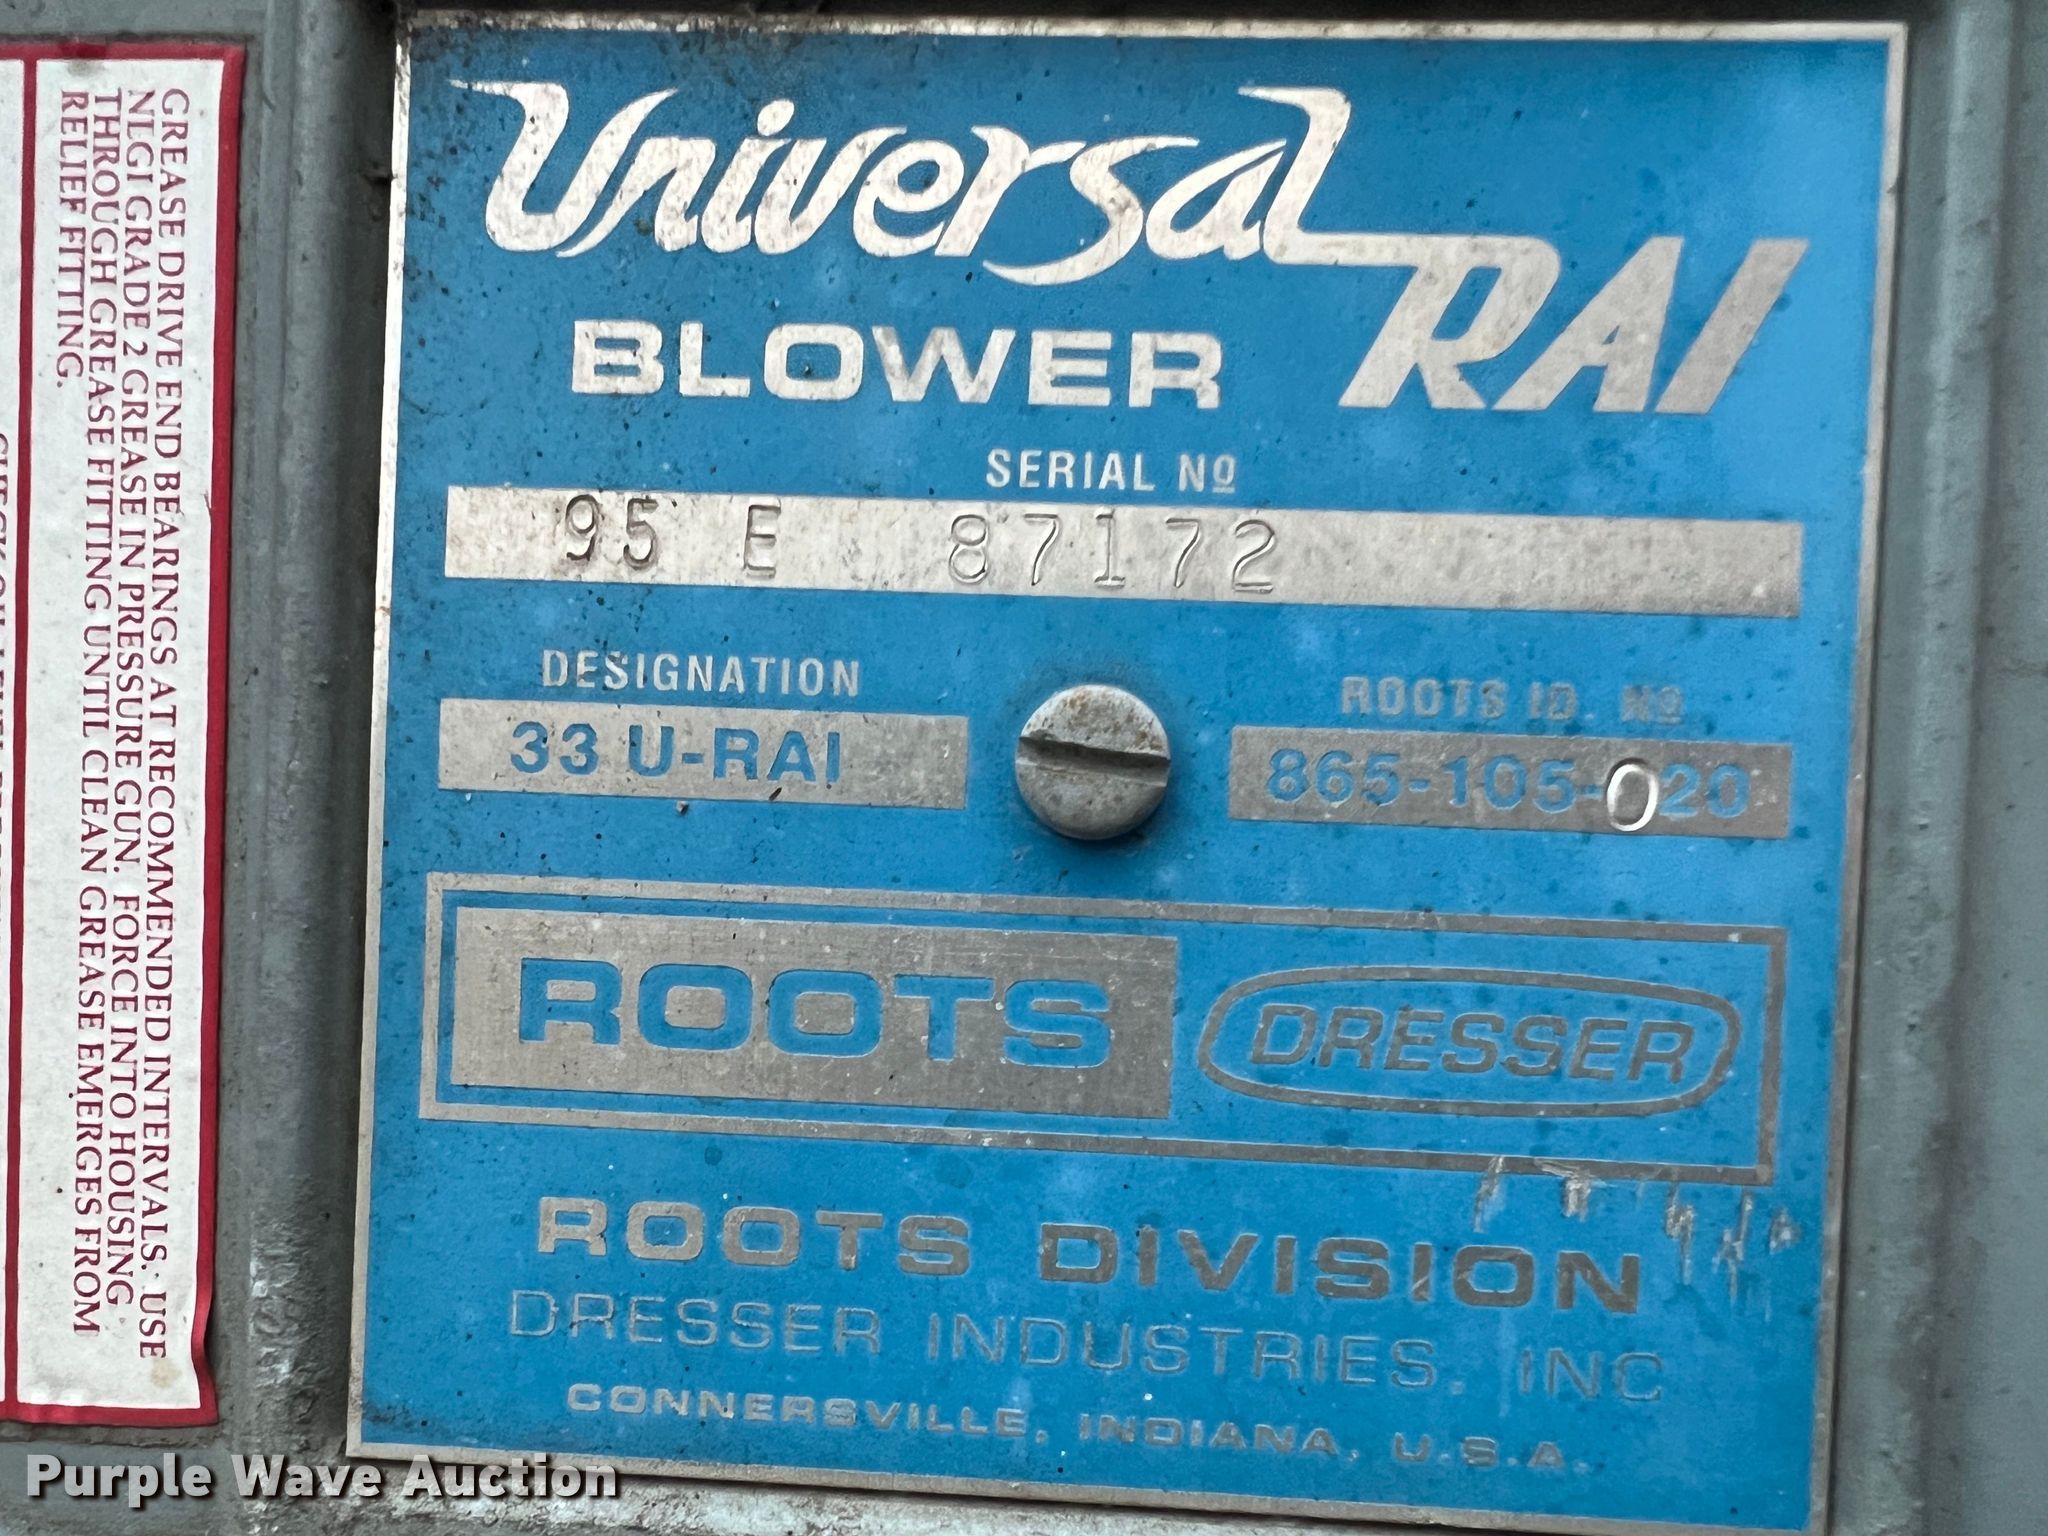 GREASE DRIVE END BEARINGS AT RECOMMENDED INTERVALS. USE
NLGI GRADE 2 GREASE IN PRESSURE GUN. FORCE INTO HOUSING
THROUGH GREASE FITTING UNTIL CLEAN GREASE EMERGES FROM
RELIEF FITTING.
Universal RAI
BLOWER
SERIAL Nº
95 E 87172
DESIGNATION
33 U-RAI
ROOTS ID. Nº
865-105-020
ROOTS DRESSER
ROOTS DIVISION
DRESSER INDUSTRIES, INC
CONNERSVILLE, INDIANA, U.S.A.
Purple Wave Auction